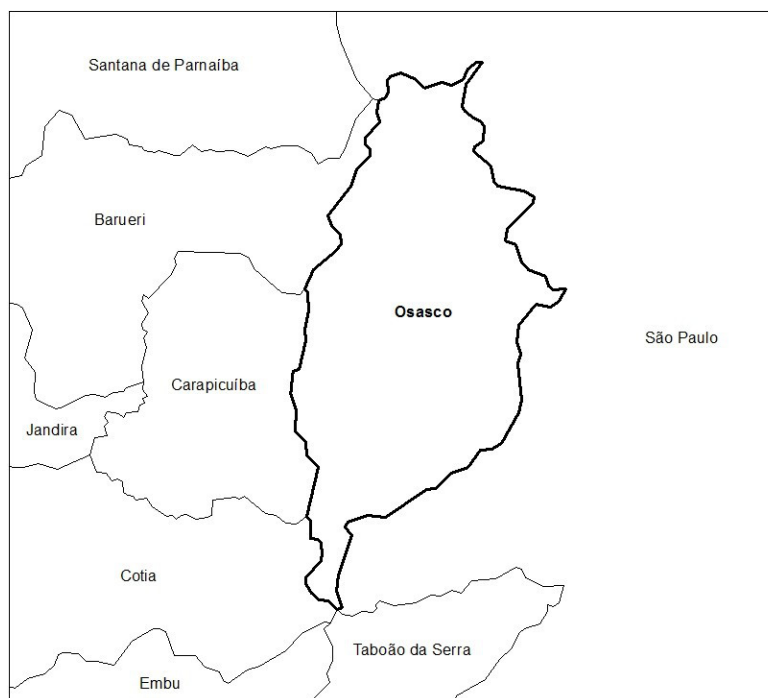 Santana de Parnaíba
Barueri
Osasco
São Paulo
Carapicuíba
Jandira
Cotia
Taboão da Serra
Embu